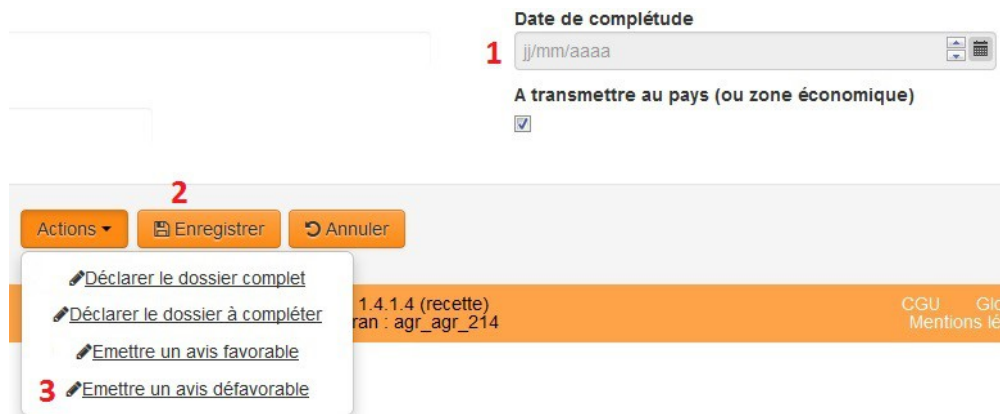 Date de complétude
1 jj/mm/aaaa
A transmettre au pays (ou zone économique)
2
Actions Enregistrer Annuler
Déclarer le dossier complet
Déclarer le dossier à compléter
Emettre un avis favorable
3 Emettre un avis défavorable
1.4.1.4 (recette)
ran : agr_agr_214
CGU Glo
Mentions lé